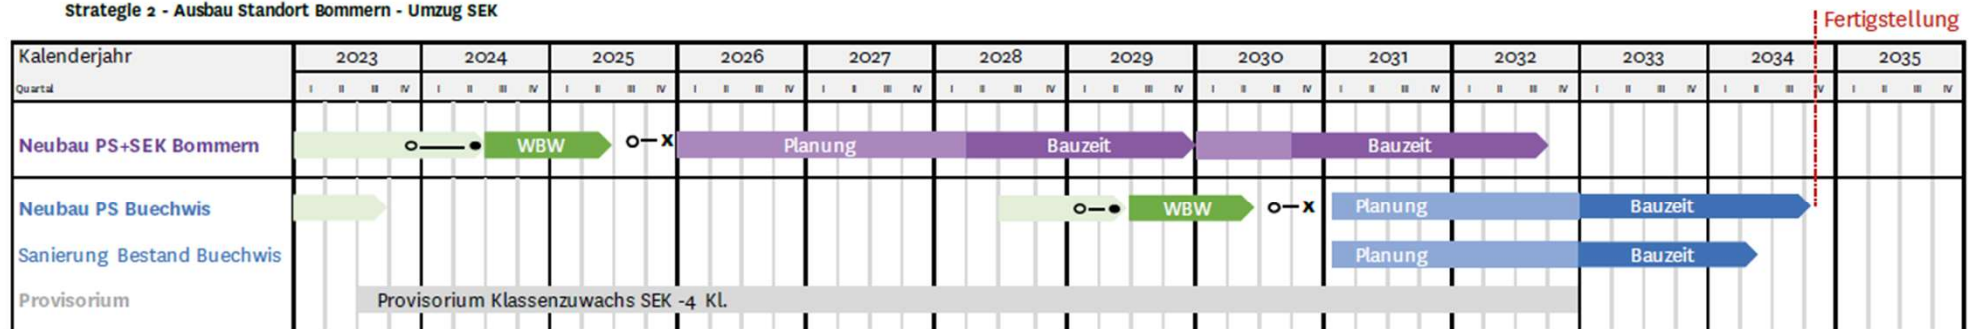 Strategie 2 - Ausbau Standort Bommern - Umzug SEK
Fertigstellung
Kalenderjahr 2023 2024 2025 2026 2027 2028 2029 2030 2031 2032 2033 2034 2035
Quartal I II III IV I II III IV I II III IV I II III IV I II III IV I II III IV I II III IV I II III IV I II III IV I II III IV I II III IV I II III IV I II III IV
Neubau PS+SEK Bommern WBW Planung Bauzeit Bauzeit
Neubau PS Buechwis WBW Planung Bauzeit
Sanierung Bestand Buechwis Planung Bauzeit
Provisorium Provisorium Klassenzuwachs SEK -4 Kl.